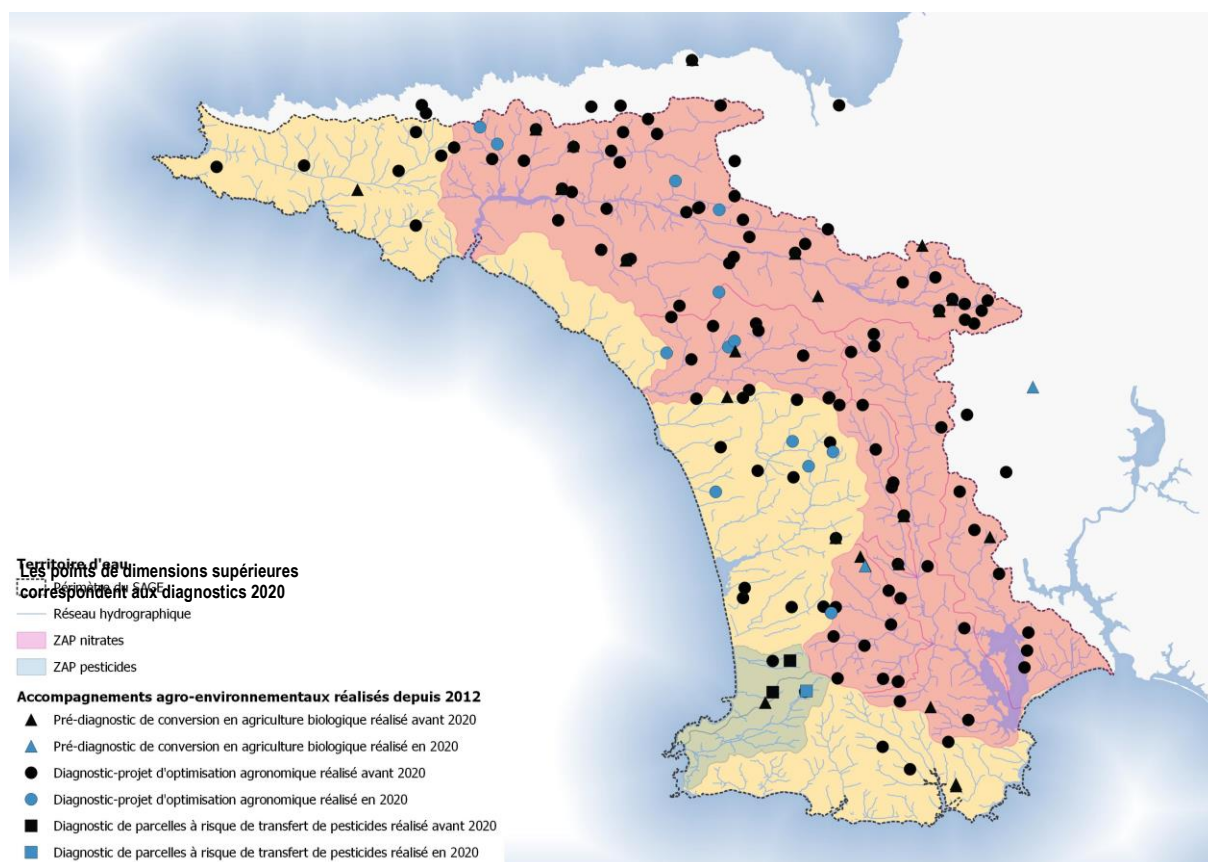 Territoire d'eau
Les points de dimensions supérieures
Périmètre du SAGE
correspondent aux diagnostics 2020
Réseau hydrographique
ZAP nitrates
ZAP pesticides
Accompagnements agro-environnementaux réalisés depuis 2012
Pré-diagnostic de conversion en agriculture biologique réalisé avant 2020
Pré-diagnostic de conversion en agriculture biologique réalisé en 2020
Diagnostic-projet d'optimisation agronomique réalisé avant 2020
Diagnostic-projet d'optimisation agronomique réalisé en 2020
Diagnostic de parcelles à risque de transfert de pesticides réalisé avant 2020
Diagnostic de parcelles à risque de transfert de pesticides réalisé en 2020